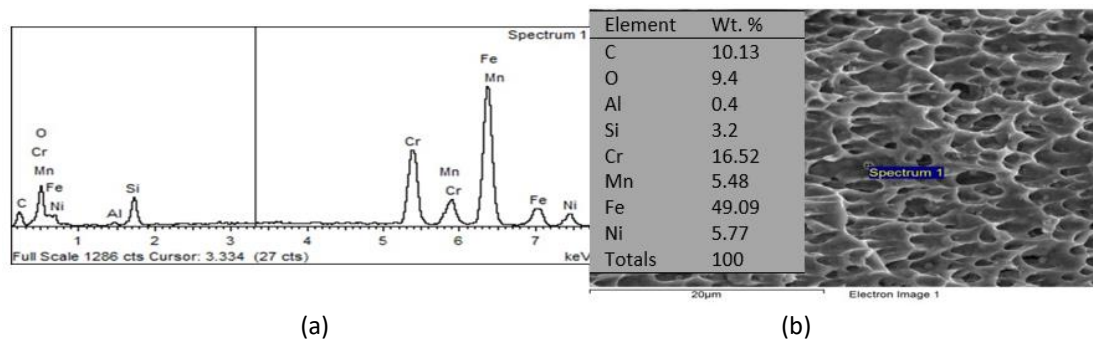 Spectrum 1
Fe
Mn
O
Cr
Mn
Fe
C
Ni
Al
Si
Cr
Mn
Cr
Fe
Ni
1 2 3 4 5 6 7
Full Scale 1286 cts Cursor: 3.334 (27 cts) keV
Element Wt. %
C 10.13
O 9.4
Al 0.4
Si 3.2
Cr 16.52
Mn 5.48
Fe 49.09
Ni 5.77
Totals 100
Spectrum 1
20µm
Electron Image 1
(a)
(b)